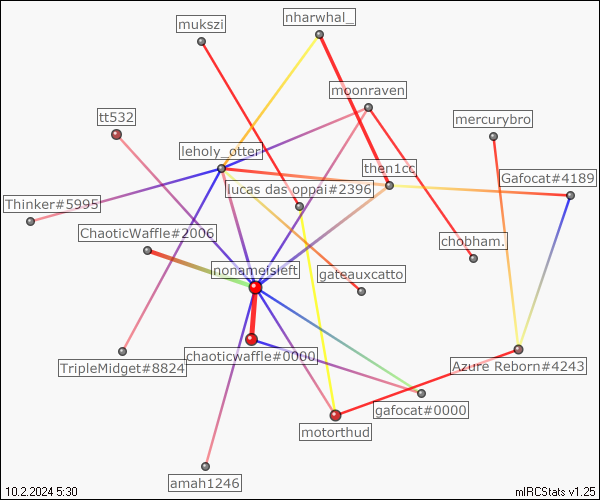 nharwhal_
mukszi
moonraven
tt532
mercurybro
leholy_otter
then1cc
Gafocat#4189
lucas das oppai#2396
Thinker#5995
ChaoticWaffle#2006
chobham.
nonameisleft
gateauxcatto
chaoticwaffle#0000
TripleMidget#8824
Azure Reborn#4243
gafocat#0000
motorthud
amah1246
10.2.2024 5:30
mIRCStats v1.25